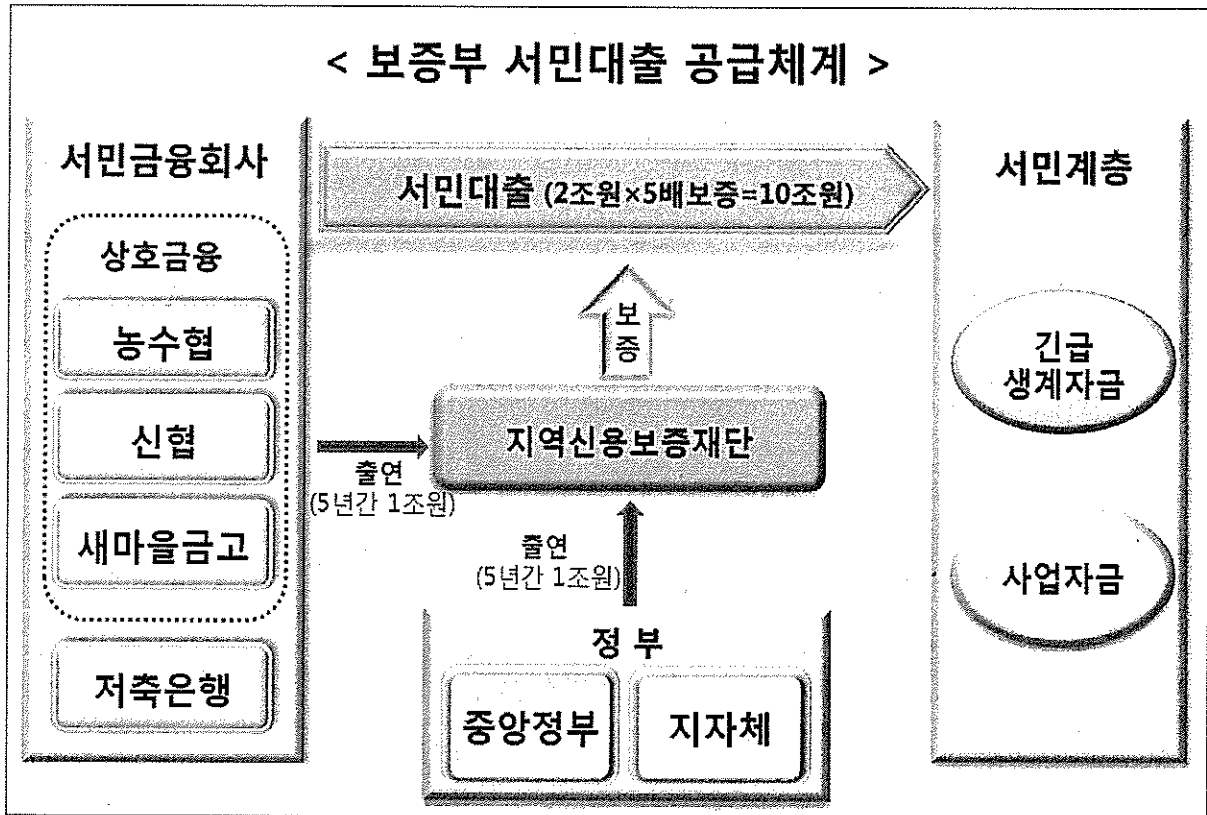 < 보증부 서민대출 공급체계 >
서민금융회사
상호금융
농수협
신협
새마을금고
저축은행
서민대출 (2조원×5배보증=10조원)
보
증
지역신용보증재단
출연
(5년간 1조원)
출연
(5년간 1조원)
정 부
중앙정부
지자체
서민계층
긴급
생계자금
사업자금